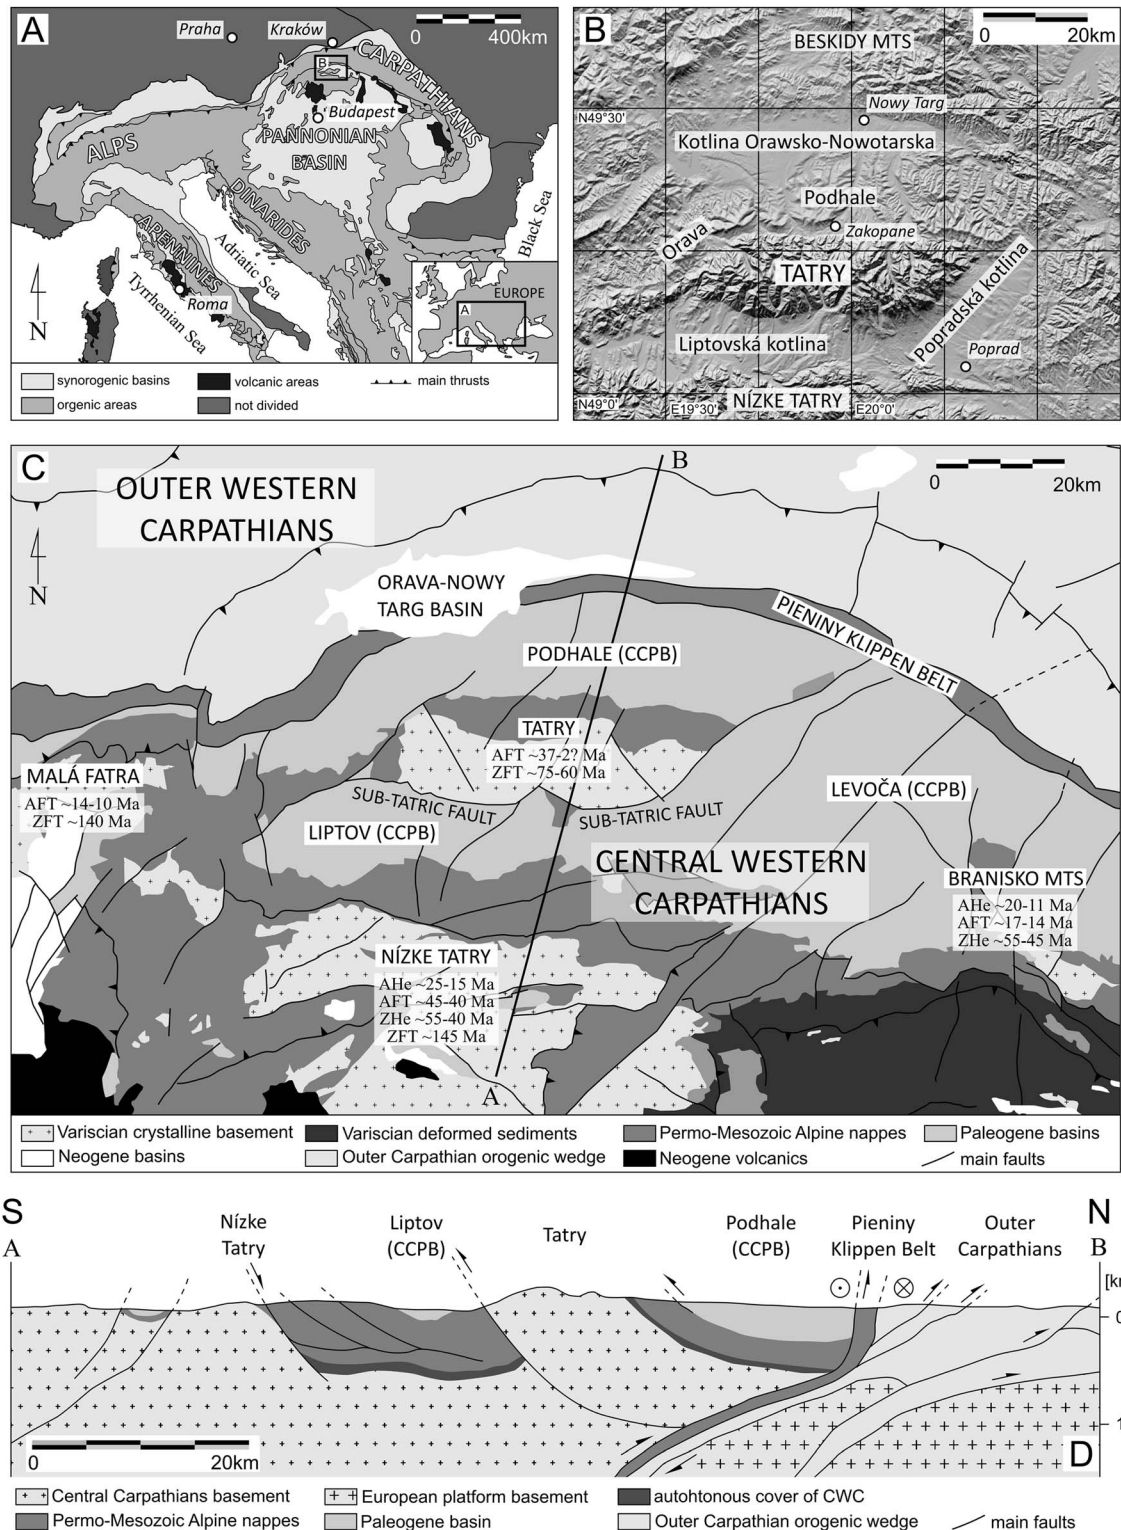 A
Praha
Kraków
0 400km
CARPATHIANS
B
Budapest
PANNONIAN
BASIN
ALPS
DINARIDES
APENNINES
Adriatic Sea
Black Sea
Tyrrhenian Sea
Roma
N
EUROPE
A
synorogenic basins
volcanic areas
main thrusts
orgenic areas
not divided
B
0 20km
BESKIDY MTS
Nowy Targ
N49°30'
Kotlina Orawsko-Nowotarska
Podhale
Zakopane
Orava
TATRY
Popradská kotlina
Liptovská kotlina
Poprad
N49°0'
E19°30'
NÍZKE TATRY
E20°0'
C
OUTER WESTERN
CARPATHIANS
B
0 20km
N
ORAVA-NOWY
TARG BASIN
PIENINY KLIPPEN BELT
PODHALE (CCPB)
TATRY
AFT ~37-2? Ma
ZFT ~75-60 Ma
MALÁ FATRA
AFT ~14-10 Ma
ZFT ~140 Ma
SUB-TATRIC FAULT
SUB-TATRIC FAULT
LEVOČA (CCPB)
LIPTOV (CCPB)
CENTRAL WESTERN
CARPATHIANS
BRANISKO MTS
AHe ~20-11 Ma
AFT ~17-14 Ma
ZHe ~55-45 Ma
NÍZKE TATRY
AHe ~25-15 Ma
AFT ~45-40 Ma
ZHe ~55-40 Ma
ZFT ~145 Ma
A
Variscian crystalline basement
Variscian deformed sediments
Permo-Mesozoic Alpine nappes
Paleogene basins
Neogene basins
Outer Carpathian orogenic wedge
Neogene volcanics
main faults
S
N
A
Nízke
Tatry
Liptov
(CCPB)
Tatry
Podhale
(CCPB)
Pieniny
Klippen Belt
Outer
Carpathians
B
0
0 20km
D
Central Carpathians basement
European platform basement
autohtonous cover of CWC
Permo-Mesozoic Alpine nappes
Paleogene basin
Outer Carpathian orogenic wedge
main faults